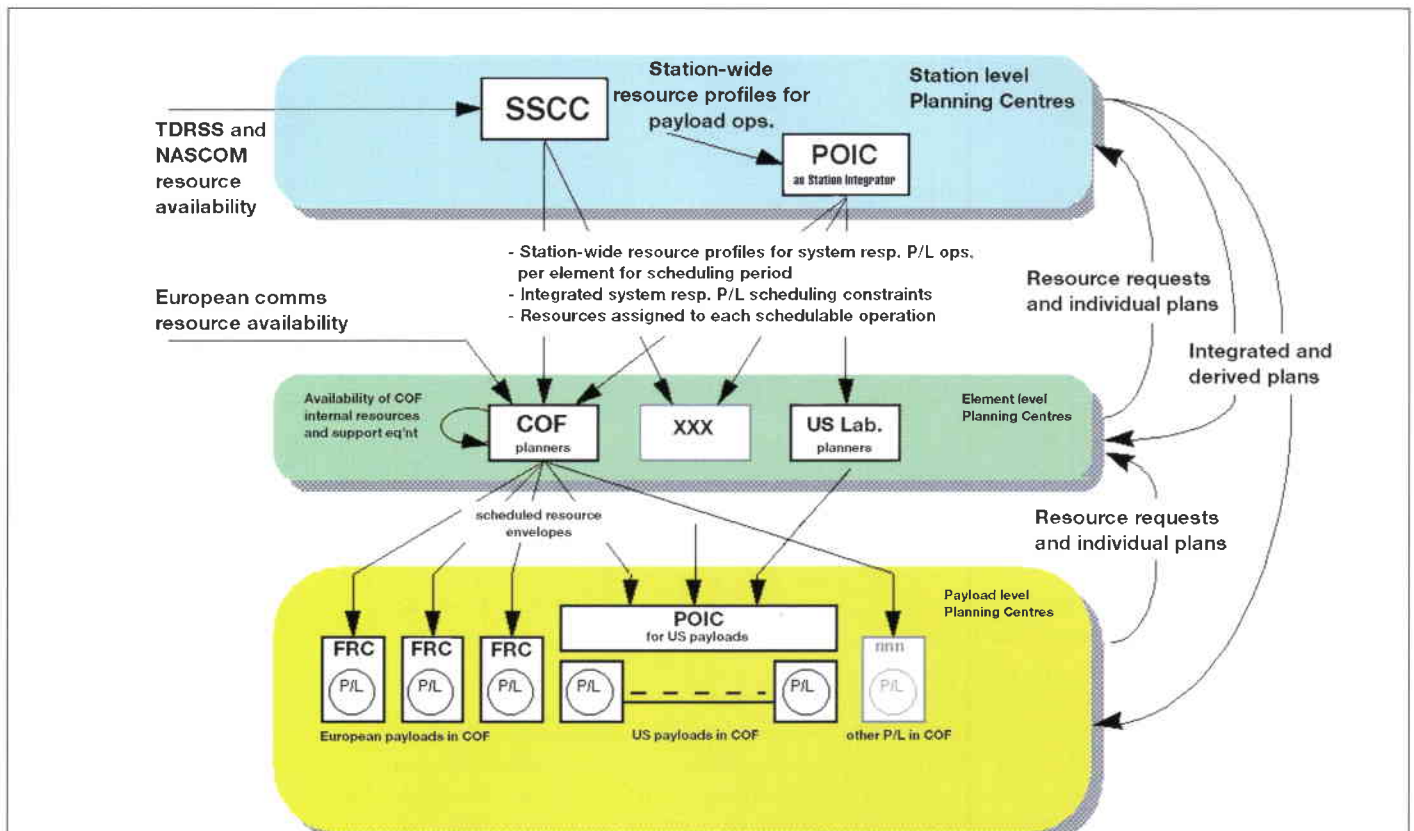 Station-wide
resource profiles for
payload ops.
Station level
Planning Centres
SSCC
TDRSS and
NASCOM
resource
availability
POIC
as Station Integrator
- Station-wide resource profiles for system resp. P/L ops,
per element for scheduling period
- Integrated system resp. P/L scheduling constraints
- Resources assigned to each schedulable operation
European comms
resource availability
Resource requests
and individual plans
Integrated and
derived plans
Availability of COF
internal resources
and support eq'nt
COF
planners
XXX
US Lab.
planners
Element level
Planning Centres
scheduled resource
envelopes
Resource requests
and individual plans
Payload level
Planning Centres
POIC
for US payloads
FRC
FRC
FRC
nnn
P/L
P/L
P/L
P/L
P/L
P/L
European payloads in COF
US payloads in COF
other P/L in COF